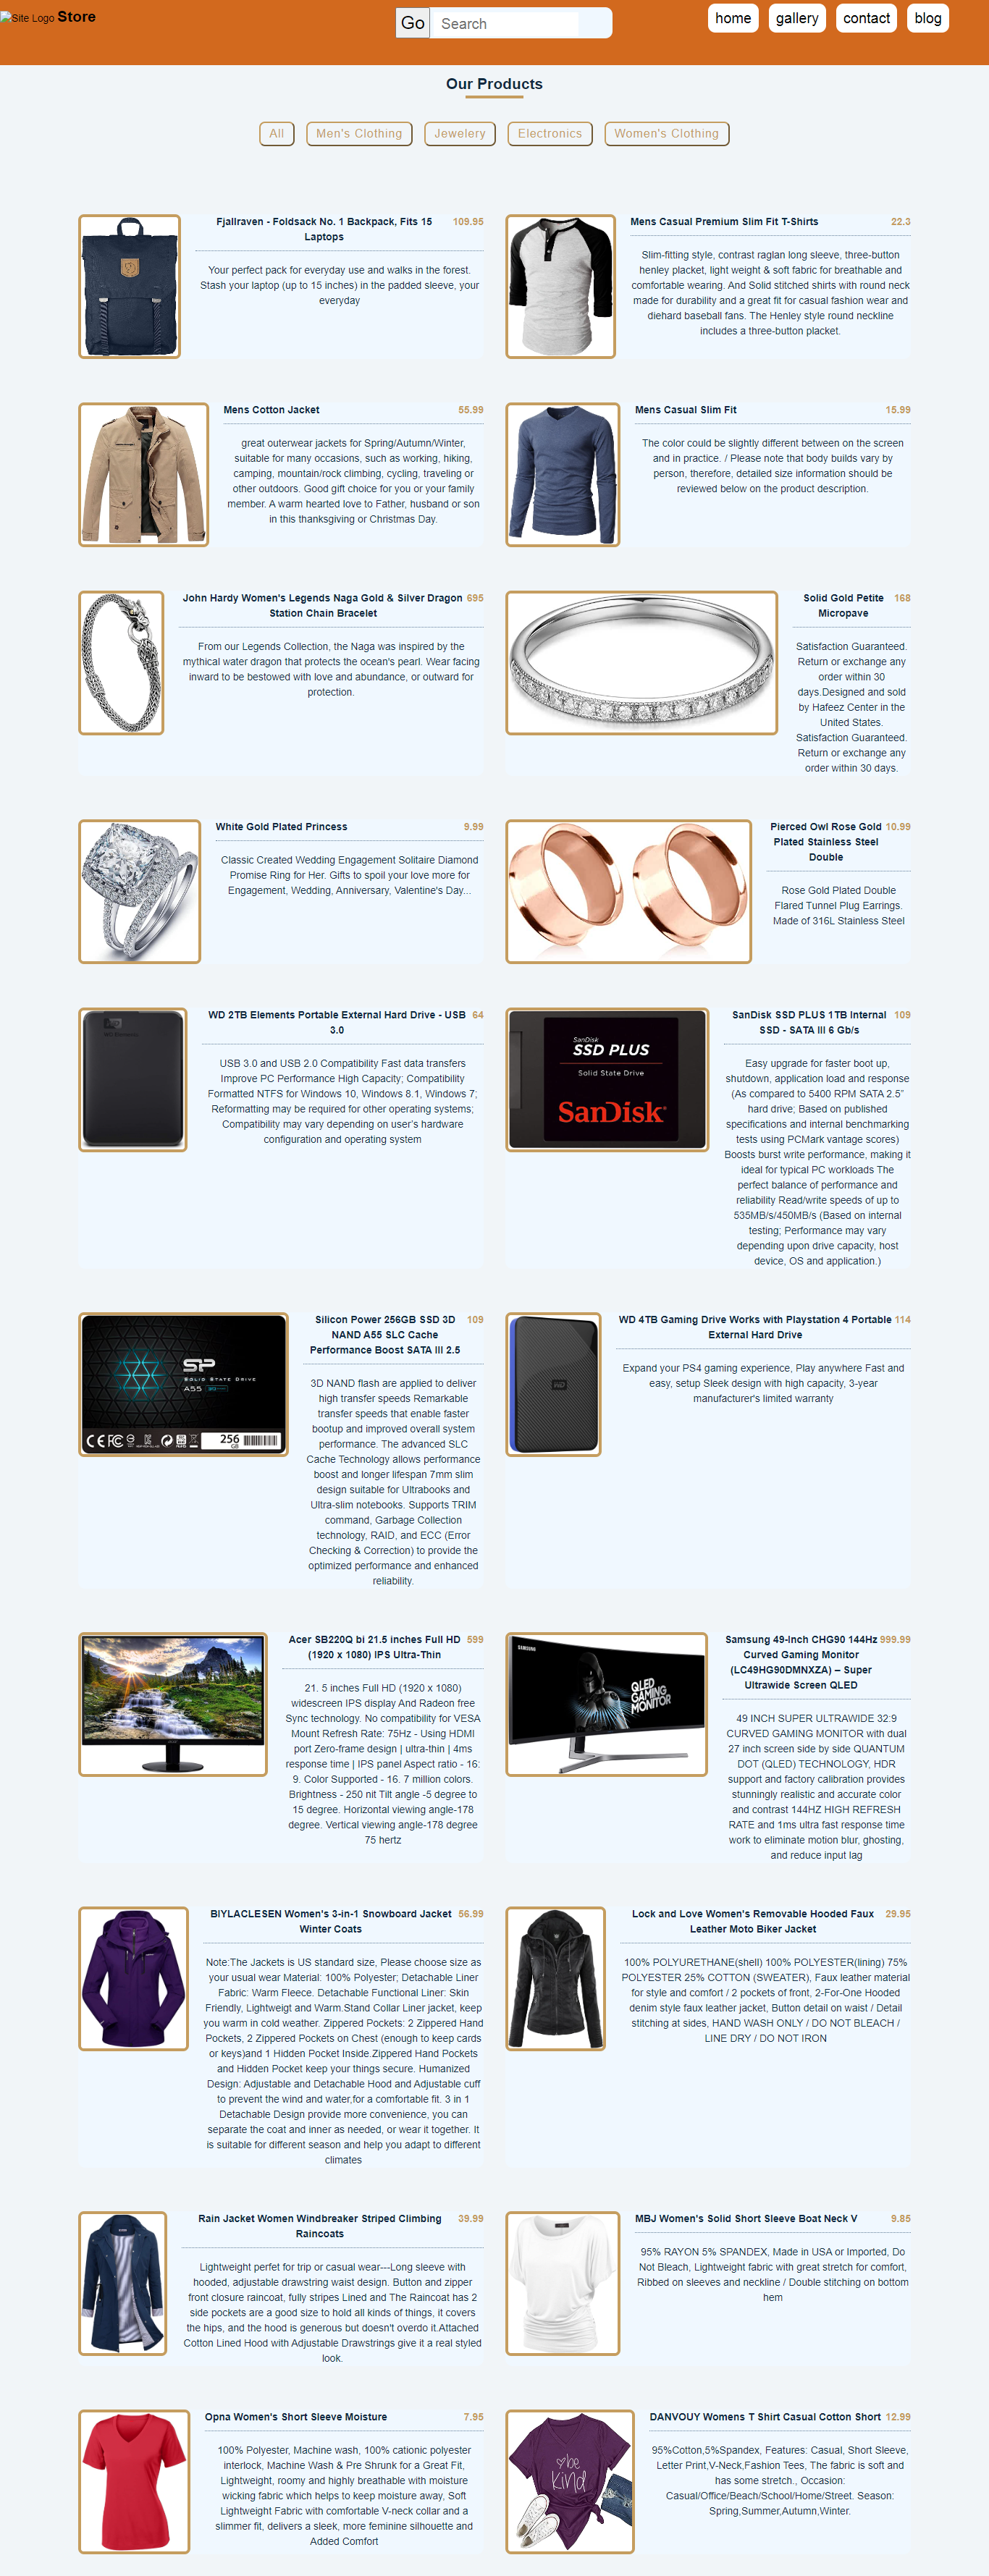 Site Logo Store
Go Search
home gallery contact blog
Our Products
All Men's Clothing Jewelery Electronics Women's Clothing
Fjallraven - Foldsack No. 1 Backpack, Fits 15 109.95
Laptops
Your perfect pack for everyday use and walks in the forest.
Stash your laptop (up to 15 inches) in the padded sleeve, your
everyday
Mens Casual Premium Slim Fit T-Shirts 22.3
Slim-fitting style, contrast raglan long sleeve, three-button
henley placket, light weight & soft fabric for breathable and
comfortable wearing. And Solid stitched shirts with round neck
made for durability and a great fit for casual fashion wear and
diehard baseball fans. The Henley style round neckline
includes a three-button placket.
Mens Cotton Jacket 55.99
great outerwear jackets for Spring/Autumn/Winter,
suitable for many occasions, such as working, hiking,
camping, mountain/rock climbing, cycling, traveling or
other outdoors. Good gift choice for you or your family
member. A warm hearted love to Father, husband or son
in this thanksgiving or Christmas Day.
Mens Casual Slim Fit 15.99
The color could be slightly different between on the screen
and in practice. / Please note that body builds vary by
person, therefore, detailed size information should be
reviewed below on the product description.
John Hardy Women's Legends Naga Gold & Silver Dragon 695
Station Chain Bracelet
From our Legends Collection, the Naga was inspired by the
mythical water dragon that protects the ocean's pearl. Wear facing
inward to be bestowed with love and abundance, or outward for
protection.
Solid Gold Petite 168
Micropave
Satisfaction Guaranteed.
Return or exchange any
order within 30
days.Designed and sold
by Hafeez Center in the
United States.
Satisfaction Guaranteed.
Return or exchange any
order within 30 days.
White Gold Plated Princess 9.99
Classic Created Wedding Engagement Solitaire Diamond
Promise Ring for Her. Gifts to spoil your love more for
Engagement, Wedding, Anniversary, Valentine's Day...
Pierced Owl Rose Gold 10.99
Plated Stainless Steel
Double
Rose Gold Plated Double
Flared Tunnel Plug Earrings.
Made of 316L Stainless Steel
WD 2TB Elements Portable External Hard Drive - USB 64
3.0
USB 3.0 and USB 2.0 Compatibility Fast data transfers
Improve PC Performance High Capacity; Compatibility
Formatted NTFS for Windows 10, Windows 8.1, Windows 7;
Reformatting may be required for other operating systems;
Compatibility may vary depending on user's hardware
configuration and operating system
SanDisk
SSD PLUS
Solid State Drive
SanDisk
SanDisk SSD PLUS 1TB Internal 109
SSD - SATA III 6 Gb/s
Easy upgrade for faster boot up,
shutdown, application load and response
(As compared to 5400 RPM SATA 2.5"
hard drive; Based on published
specifications and internal benchmarking
tests using PCMark vantage scores)
Boosts burst write performance, making it
ideal for typical PC workloads The
perfect balance of performance and
reliability Read/write speeds of up to
535MB/s/450MB/s (Based on internal
testing; Performance may vary
depending upon drive capacity, host
device, OS and application.)
SP
SOLID STATE DRIVE
A55
256
GB
Silicon Power 256GB SSD 3D 109
NAND A55 SLC Cache
Performance Boost SATA III 2.5
3D NAND flash are applied to deliver
high transfer speeds Remarkable
transfer speeds that enable faster
bootup and improved overall system
performance. The advanced SLC
Cache Technology allows performance
boost and longer lifespan 7mm slim
design suitable for Ultrabooks and
Ultra-slim notebooks. Supports TRIM
command, Garbage Collection
technology, RAID, and ECC (Error
Checking & Correction) to provide the
optimized performance and enhanced
reliability.
WD 4TB Gaming Drive Works with Playstation 4 Portable 114
External Hard Drive
Expand your PS4 gaming experience, Play anywhere Fast and
easy, setup Sleek design with high capacity, 3-year
manufacturer's limited warranty
Acer SB220Q bi 21.5 inches Full HD 599
(1920 x 1080) IPS Ultra-Thin
21. 5 inches Full HD (1920 x 1080)
widescreen IPS display And Radeon free
Sync technology. No compatibility for VESA
Mount Refresh Rate: 75Hz - Using HDMI
port Zero-frame design | ultra-thin | 4ms
response time | IPS panel Aspect ratio - 16:
9. Color Supported - 16. 7 million colors.
Brightness - 250 nit Tilt angle -5 degree to
15 degree. Horizontal viewing angle-178
degree. Vertical viewing angle-178 degree
75 hertz
SAMSUNG
QLED
GAMING
MONITOR
Samsung 49-Inch CHG90 144Hz 999.99
Curved Gaming Monitor
(LC49HG90DMNXZA) – Super
Ultrawide Screen QLED
49 INCH SUPER ULTRAWIDE 32:9
CURVED GAMING MONITOR with dual
27 inch screen side by side QUANTUM
DOT (QLED) TECHNOLOGY, HDR
support and factory calibration provides
stunningly realistic and accurate color
and contrast 144HZ HIGH REFRESH
RATE and 1ms ultra fast response time
work to eliminate motion blur, ghosting,
and reduce input lag
BIYLACLESEN Women's 3-in-1 Snowboard Jacket 56.99
Winter Coats
Note:The Jackets is US standard size, Please choose size as
your usual wear Material: 100% Polyester; Detachable Liner
Fabric: Warm Fleece. Detachable Functional Liner: Skin
Friendly, Lightweigt and Warm.Stand Collar Liner jacket, keep
you warm in cold weather. Zippered Pockets: 2 Zippered Hand
Pockets, 2 Zippered Pockets on Chest (enough to keep cards
or keys)and 1 Hidden Pocket Inside.Zippered Hand Pockets
and Hidden Pocket keep your things secure. Humanized
Design: Adjustable and Detachable Hood and Adjustable cuff
to prevent the wind and water,for a comfortable fit. 3 in 1
Detachable Design provide more convenience, you can
separate the coat and inner as needed, or wear it together. It
is suitable for different season and help you adapt to different
climates
Lock and Love Women's Removable Hooded Faux 29.95
Leather Moto Biker Jacket
100% POLYURETHANE(shell) 100% POLYESTER(lining) 75%
POLYESTER 25% COTTON (SWEATER), Faux leather material
for style and comfort / 2 pockets of front, 2-For-One Hooded
denim style faux leather jacket, Button detail on waist / Detail
stitching at sides, HAND WASH ONLY / DO NOT BLEACH /
LINE DRY / DO NOT IRON
Rain Jacket Women Windbreaker Striped Climbing 39.99
Raincoats
Lightweight perfet for trip or casual wear---Long sleeve with
hooded, adjustable drawstring waist design. Button and zipper
front closure raincoat, fully stripes Lined and The Raincoat has 2
side pockets are a good size to hold all kinds of things, it covers
the hips, and the hood is generous but doesn't overdo it.Attached
Cotton Lined Hood with Adjustable Drawstrings give it a real styled
look.
MBJ Women's Solid Short Sleeve Boat Neck V 9.85
95% RAYON 5% SPANDEX, Made in USA or Imported, Do
Not Bleach, Lightweight fabric with great stretch for comfort,
Ribbed on sleeves and neckline / Double stitching on bottom
hem
Opna Women's Short Sleeve Moisture 7.95
100% Polyester, Machine wash, 100% cationic polyester
interlock, Machine Wash & Pre Shrunk for a Great Fit,
Lightweight, roomy and highly breathable with moisture
wicking fabric which helps to keep moisture away, Soft
Lightweight Fabric with comfortable V-neck collar and a
slimmer fit, delivers a sleek, more feminine silhouette and
Added Comfort
be
kind
DANVOUY Womens T Shirt Casual Cotton Short 12.99
95%Cotton,5%Spandex, Features: Casual, Short Sleeve,
Letter Print,V-Neck,Fashion Tees, The fabric is soft and
has some stretch., Occasion:
Casual/Office/Beach/School/Home/Street. Season:
Spring,Summer,Autumn,Winter.